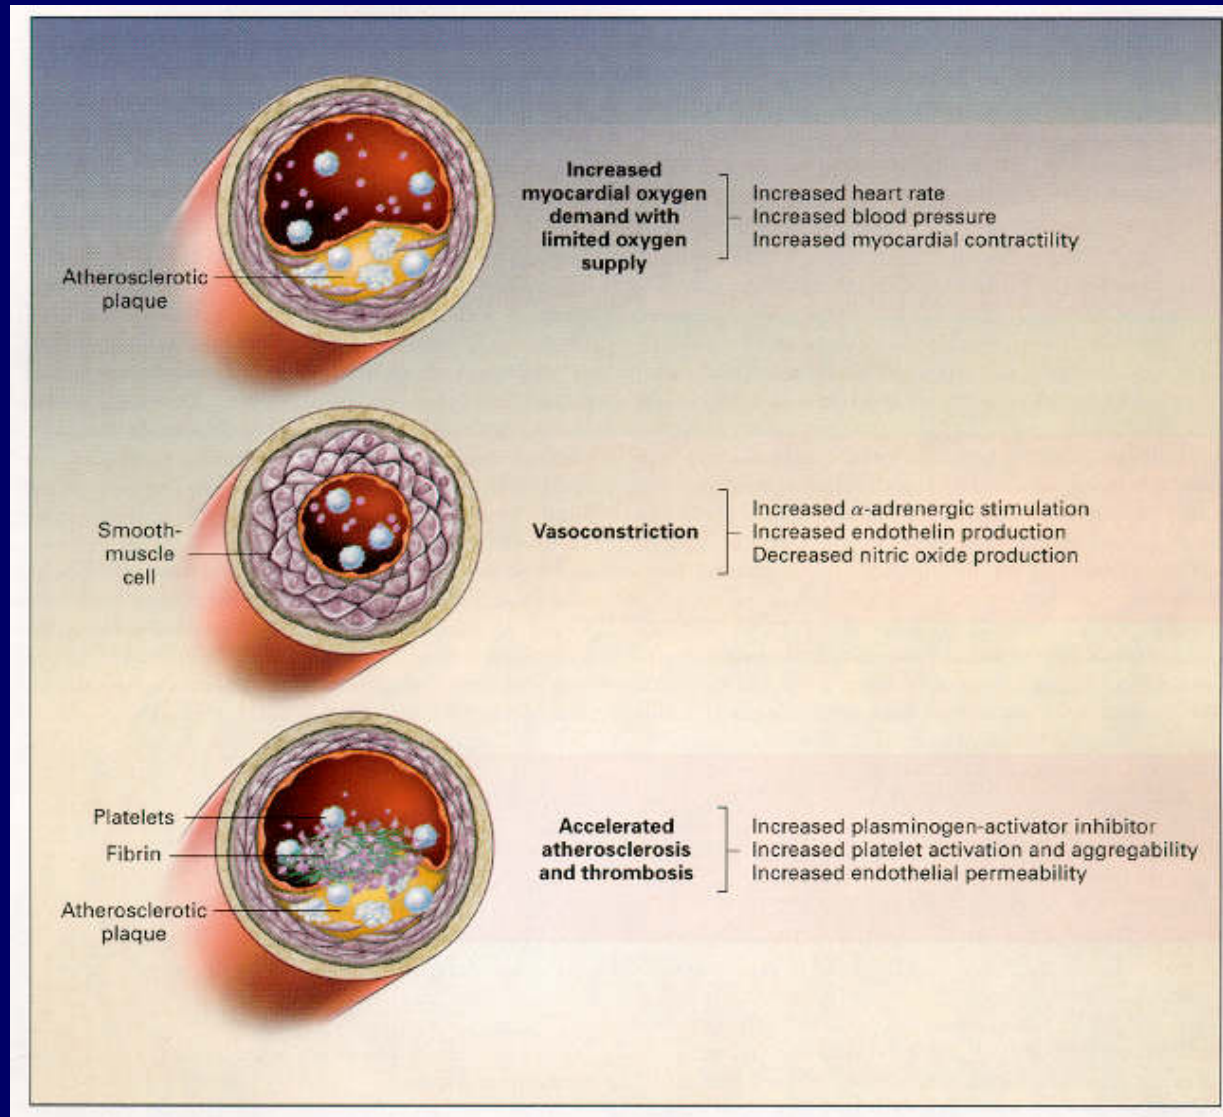 Increased
myocardial oxygen
demand with
limited oxygen
supply
Increased heart rate
Increased blood pressure
Increased myocardial contractility
Atherosclerotic
plaque
Smooth-
muscle
cell
Vasoconstriction
Increased α-adrenergic stimulation
Increased endothelin production
Decreased nitric oxide production
Platelets
Fibrin
Atherosclerotic
plaque
Accelerated
atherosclerosis
and thrombosis
Increased plasminogen-activator inhibitor
Increased platelet activation and aggregability
Increased endothelial permeability